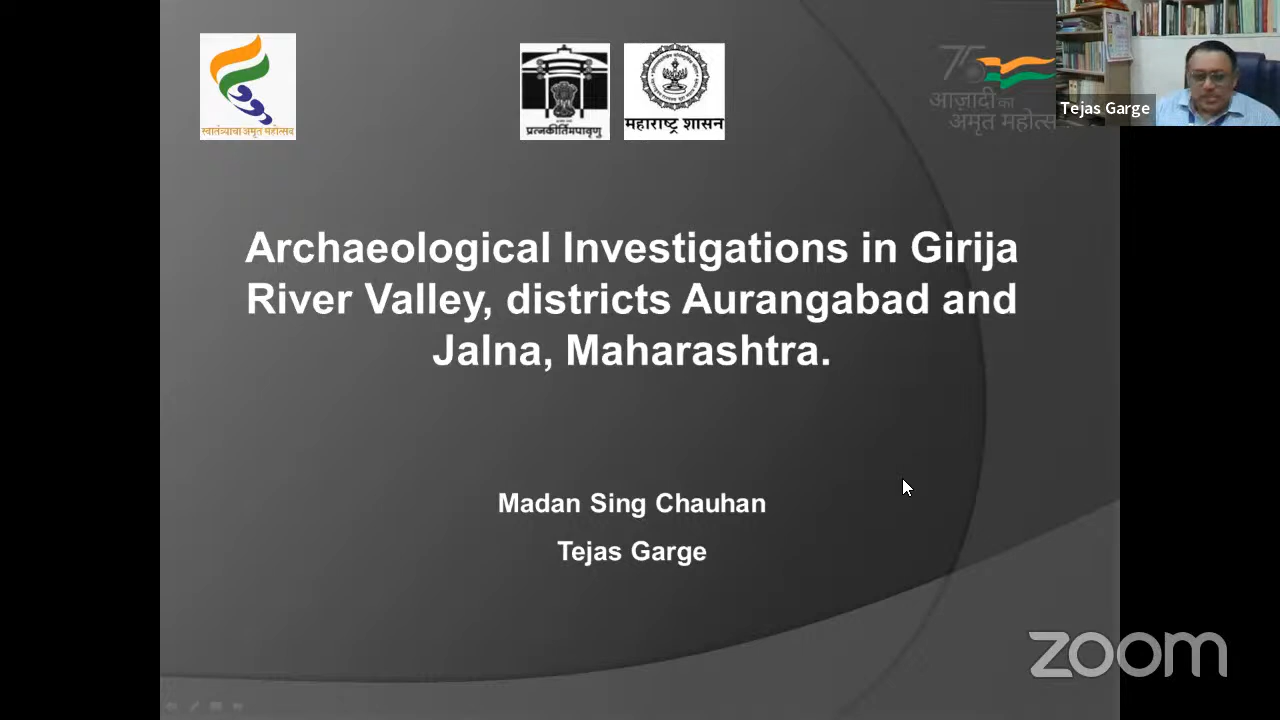 स्वातंत्र्याचा अमृत महोत्सव
प्रत्नकीर्तिमपावृणु
महाराष्ट्र शासन
75
आज़ादी का
अमृत महोत्स
Tejas Garge
Archaeological Investigations in Girija
River Valley, districts Aurangabad and
Jalna, Maharashtra.
Madan Sing Chauhan
Tejas Garge
zoom